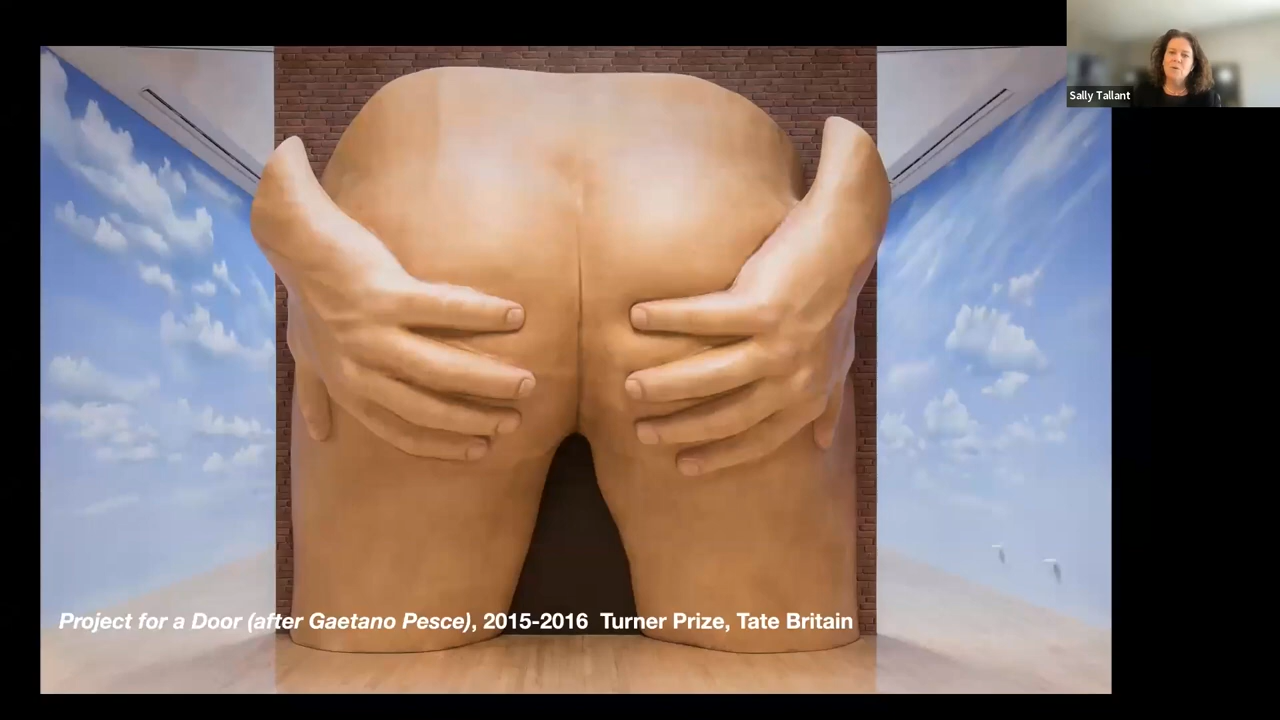 Sally Tallant
Project for a Door (after Gaetano Pesce), 2015-2016 Turner Prize, Tate Britain